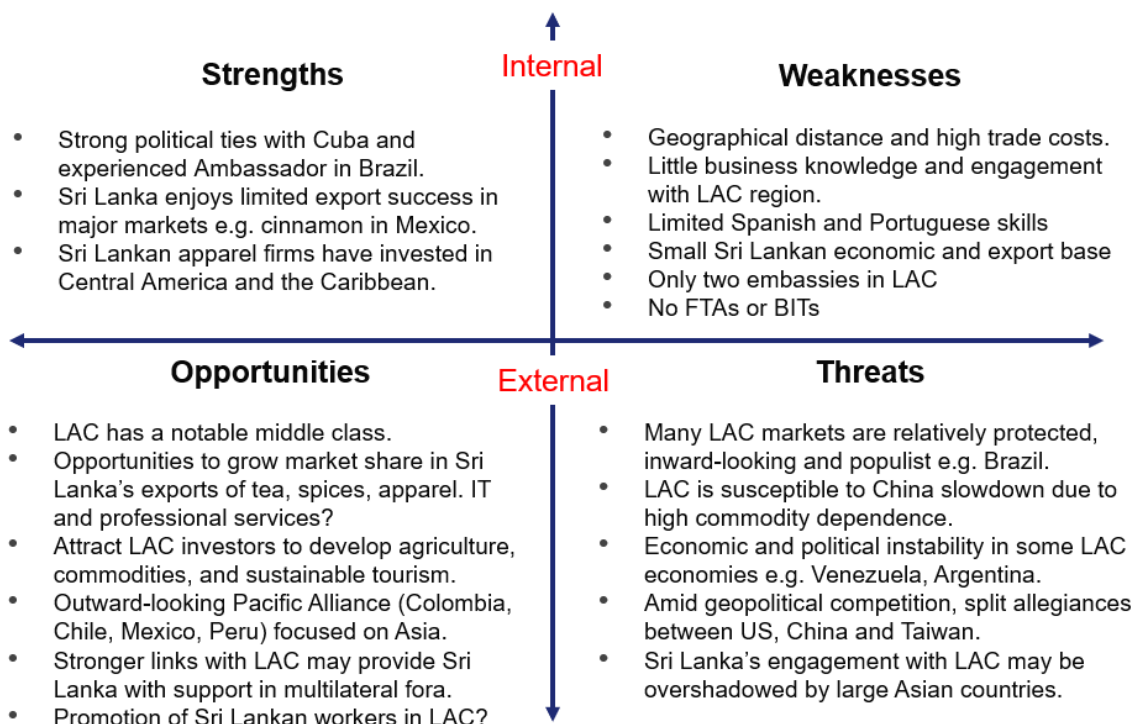 Internal
Strengths
• Strong political ties with Cuba and
experienced Ambassador in Brazil.
• Sri Lanka enjoys limited export success in
major markets e.g. cinnamon in Mexico.
• Sri Lankan apparel firms have invested in
Central America and the Caribbean.
Weaknesses
• Geographical distance and high trade costs.
• Little business knowledge and engagement
with LAC region.
• Limited Spanish and Portuguese skills
• Small Sri Lankan economic and export base
• Only two embassies in LAC
• No FTAs or BITs
External
Opportunities
• LAC has a notable middle class.
• Opportunities to grow market share in Sri
Lanka’s exports of tea, spices, apparel. IT
and professional services?
• Attract LAC investors to develop agriculture,
commodities, and sustainable tourism.
• Outward-looking Pacific Alliance (Colombia,
Chile, Mexico, Peru) focused on Asia.
• Stronger links with LAC may provide Sri
Lanka with support in multilateral fora.
• Promotion of Sri Lankan workers in LAC?
Threats
• Many LAC markets are relatively protected,
inward-looking and populist e.g. Brazil.
• LAC is susceptible to China slowdown due to
high commodity dependence.
• Economic and political instability in some LAC
economies e.g. Venezuela, Argentina.
• Amid geopolitical competition, split allegiances
between US, China and Taiwan.
• Sri Lanka’s engagement with LAC may be
overshadowed by large Asian countries.